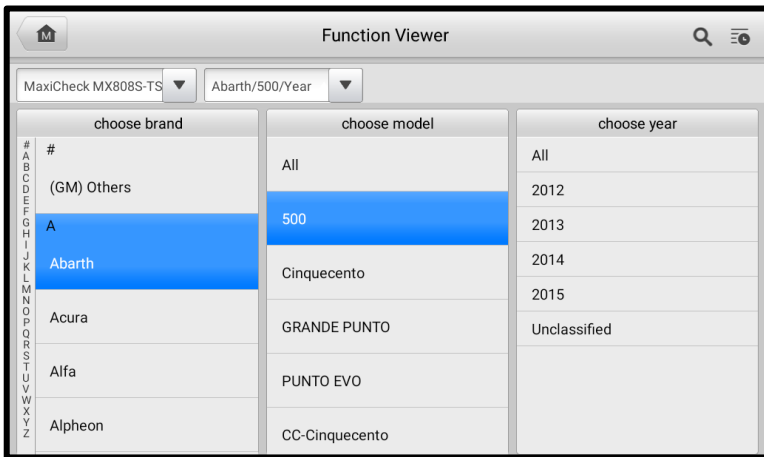 M
Function Viewer
MaxiCheck MX808S-TS
Abarth/500/Year
choose brand
#
A
B
C
D
E
F
G
H
I
J
K
L
M
N
O
P
Q
R
S
T
U
V
W
X
Y
Z
#
(GM) Others
A
Abarth
Acura
Alfa
Alpheon
choose model
All
500
Cinquecento
GRANDE PUNTO
PUNTO EVO
CC-Cinquecento
choose year
All
2012
2013
2014
2015
Unclassified